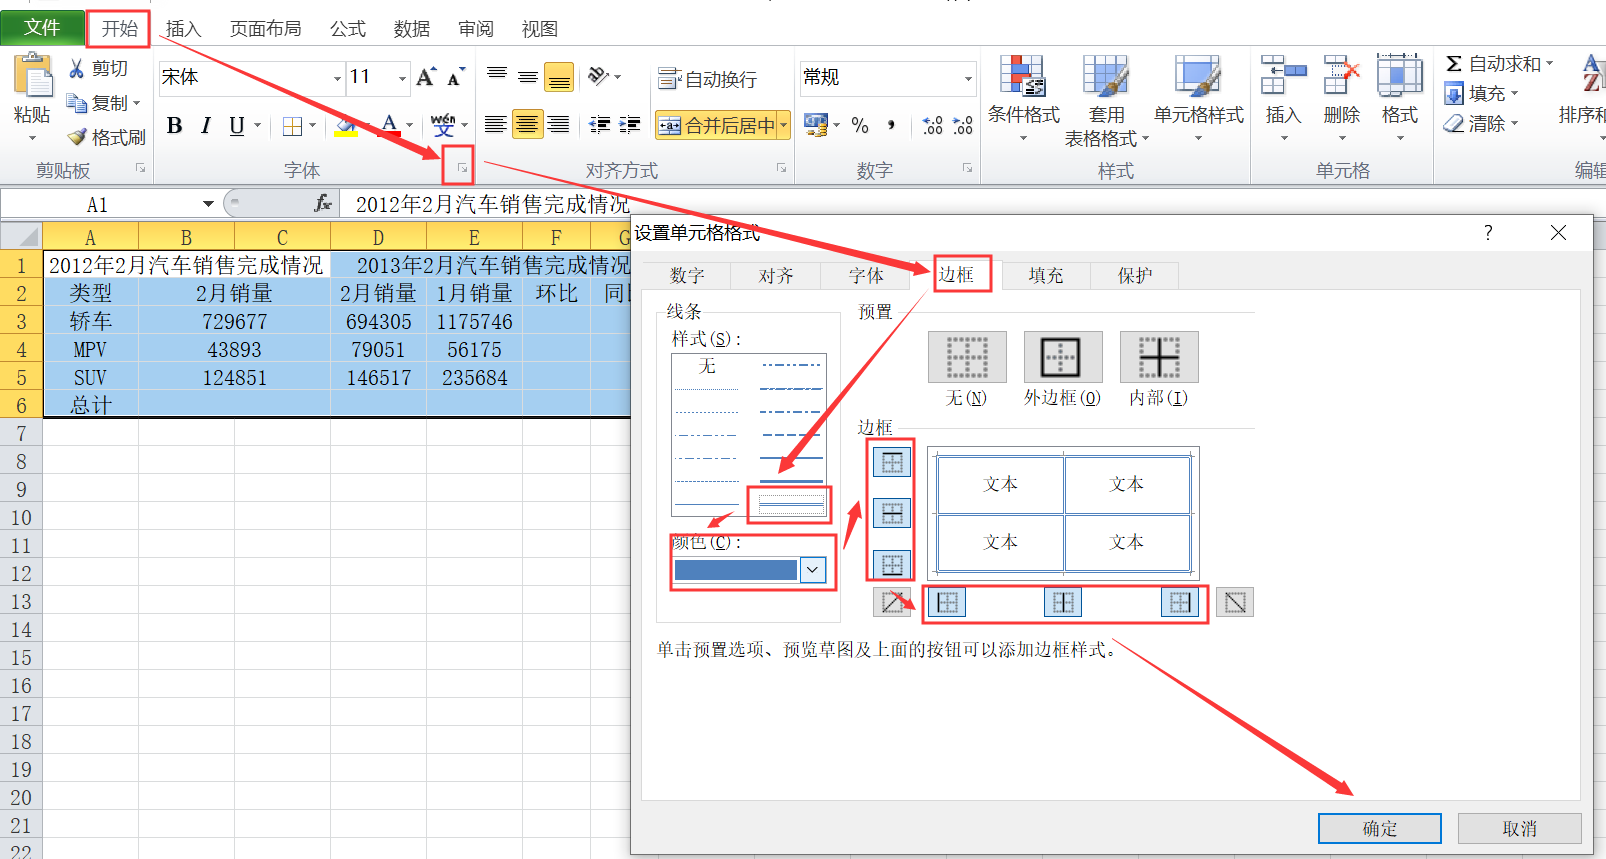 文件 开始 插入 页面布局 公式 数据 审阅 视图
剪切 宋体 11 A A 自动换行 常规 Σ 自动求和
粘贴 复制 条件格式 套用 单元格样式 插入 删除 格式 填充 排序和
格式刷 B I U A wén 文 合并后居中 % , .00 .00 表格格式 清除
剪贴板 字体 对齐方式 数字 样式 单元格 编辑
A1 fx 2012年2月汽车销售完成情况
A B C D E F G
1 2012年2月汽车销售完成情况 2013年2月汽车销售完成情况
2 类型 2月销量 2月销量 1月销量 环比 同
3 轿车 729677 694305 1175746
4 MPV 43893 79051 56175
5 SUV 124851 146517 235684
6 总计
7
8
9
10
11
12
13
14
15
16
17
18
19
20
21
22
设置单元格格式 ?
数字 对齐 字体 边框 填充 保护
线条
样式(S):
无
颜色(C):
预置
无(N) 外边框(O) 内部(I)
边框
文本 文本
文本 文本
单击预置选项、预览草图及上面的按钮可以添加边框样式。
确定 取消